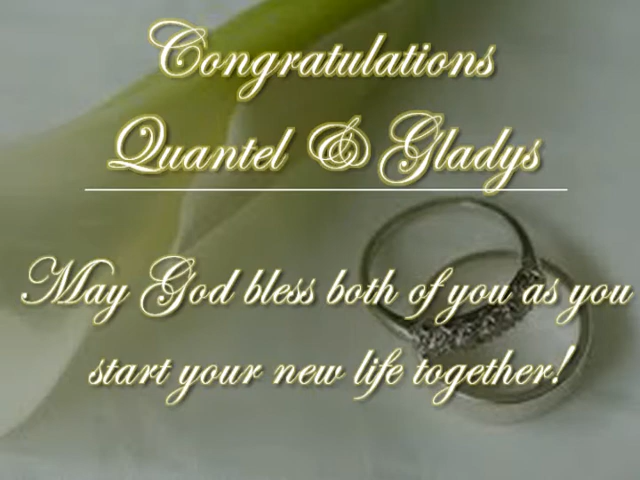 Congratulations
Quantel & Gladys
May God bless both of you as you
start your new life together!